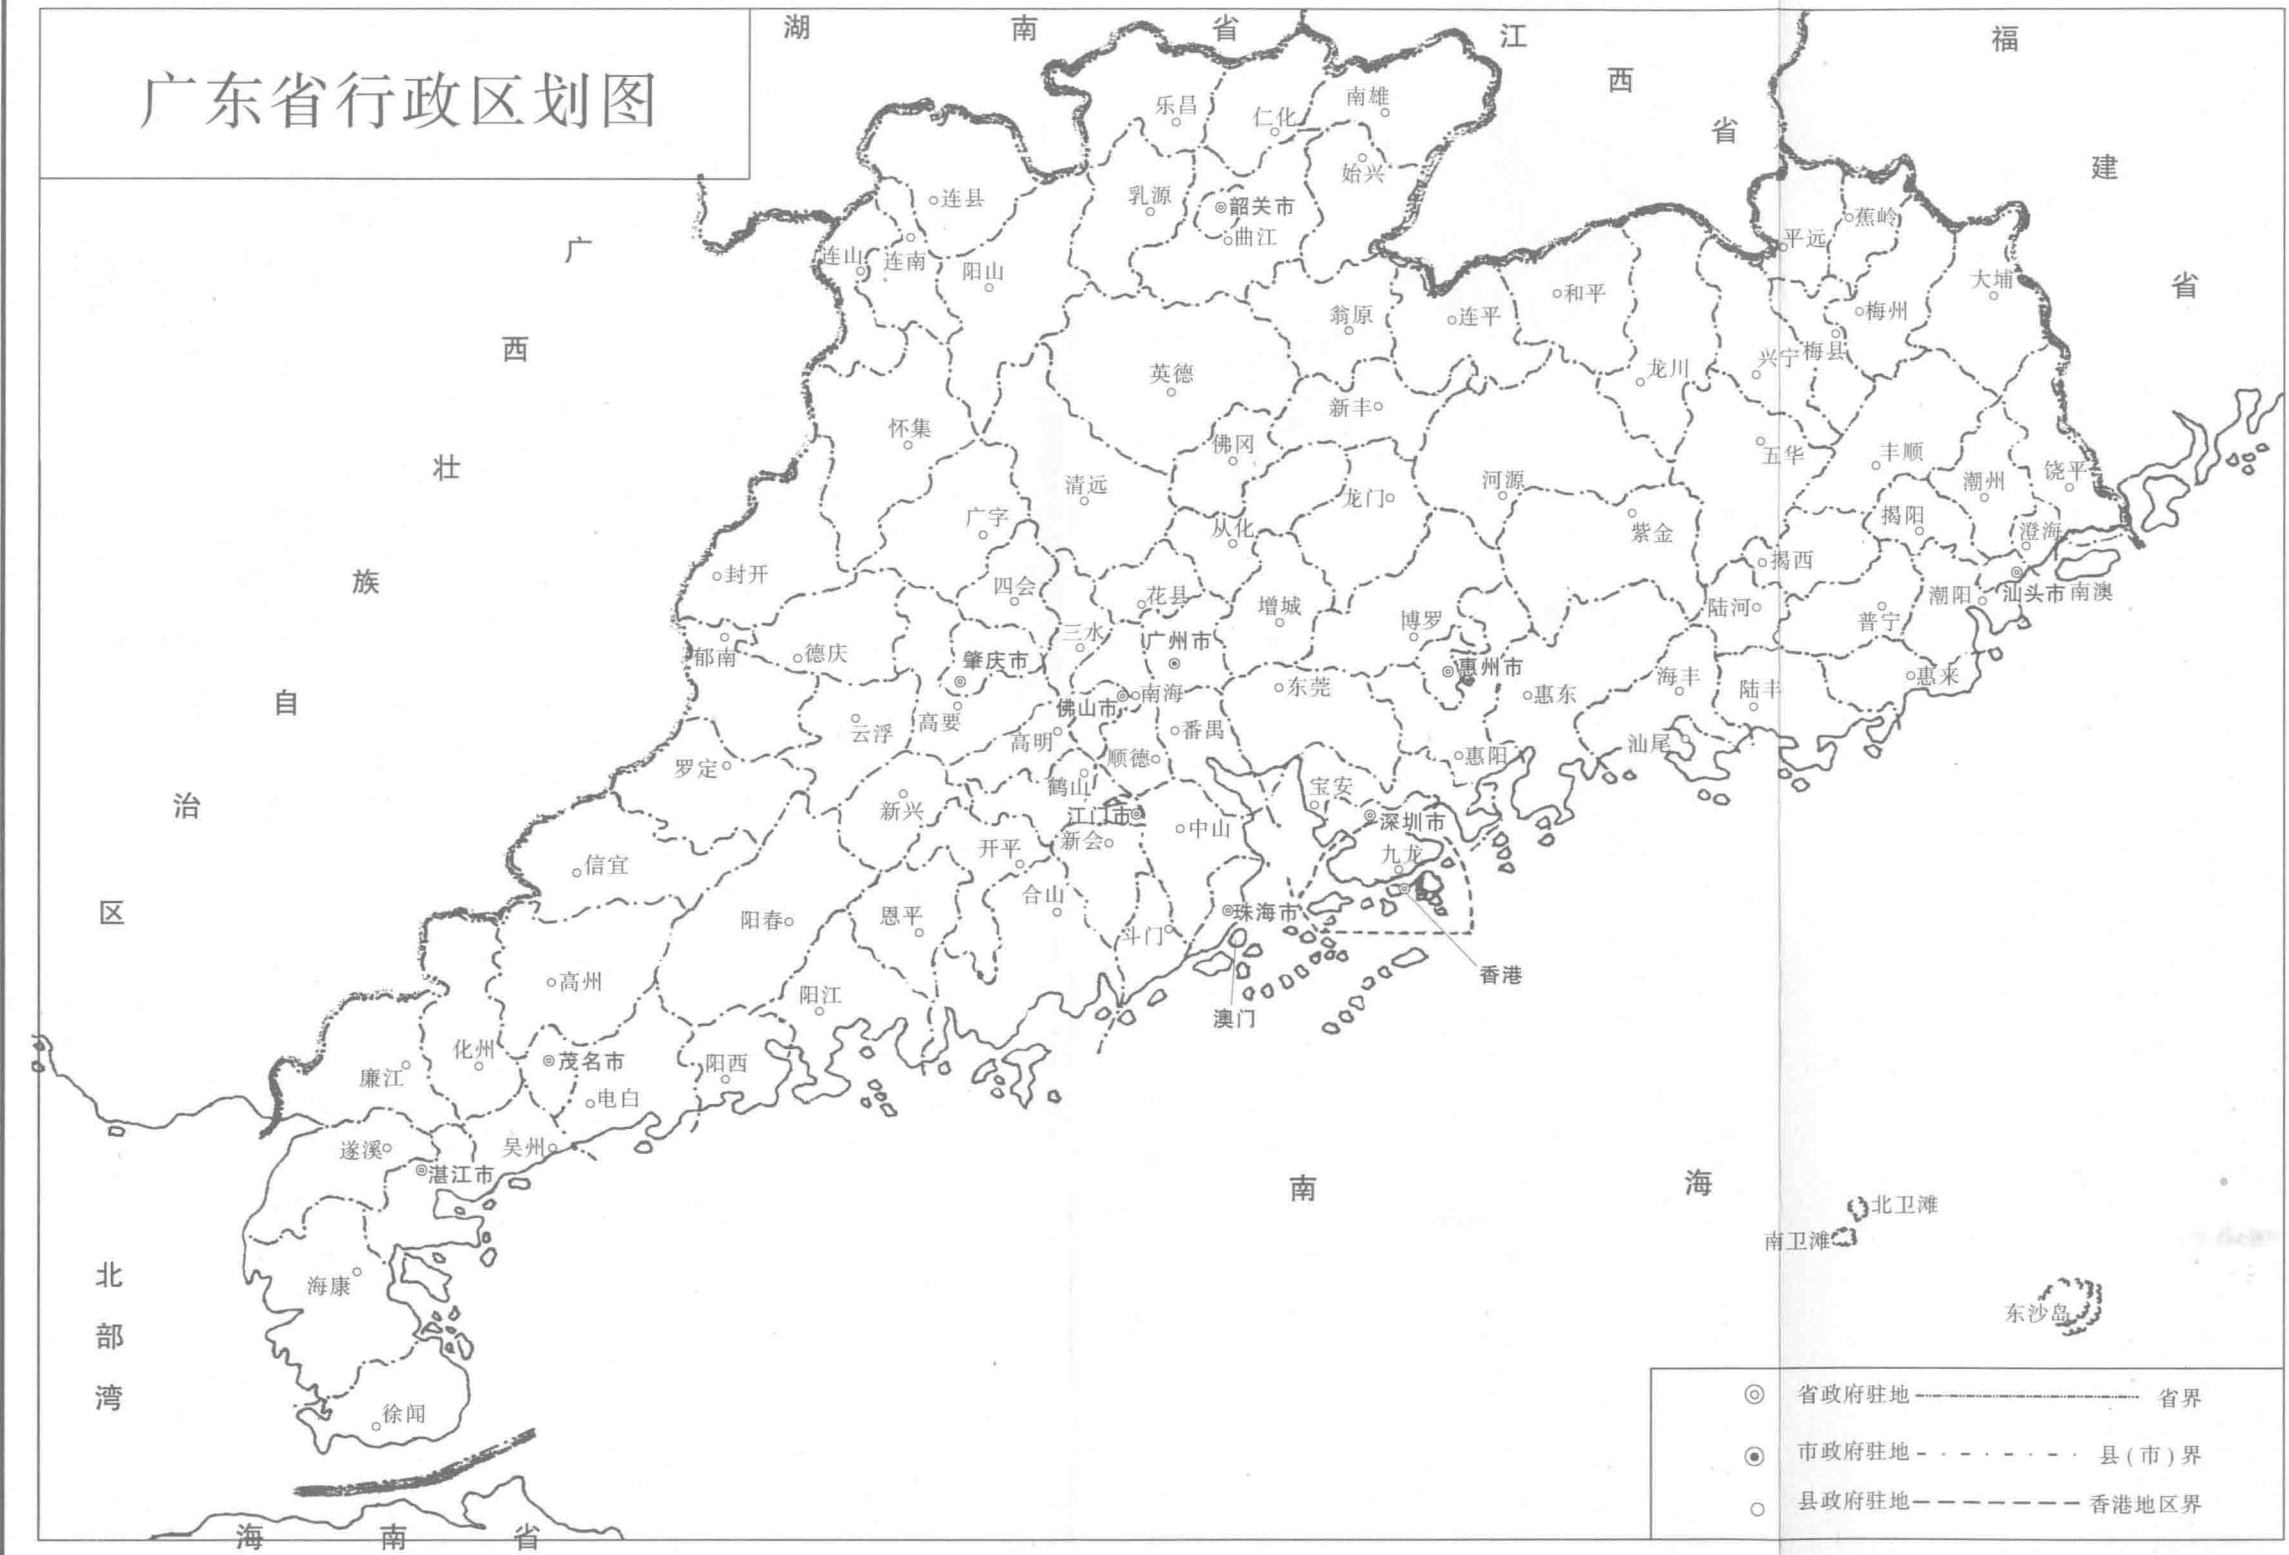 广东省行政区划图
湖南省
江西省
福建省
广西壮族自治区
乐昌
仁化
南雄
始兴
连县
乳源
韶关市
曲江
连山
连南
阳山
平远
蕉岭
大埔
和平
翁原
连平
梅州
梅县
兴宁
龙川
英德
新丰
怀集
佛冈
五华
丰顺
饶平
清远
龙门
河源
潮州
广字
从化
紫金
揭阳
澄海
封开
四会
花县
增城
揭西
陆河
潮阳
汕头市
南澳
普宁
博罗
三水
广州市
郁南
德庆
肇庆市
惠州市
惠东
海丰
陆丰
惠来
东莞
南海
佛山市
高要
云浮
高明
番禺
顺德
汕尾
惠阳
罗定
鹤山
宝安
新兴
江门市
深圳市
中山
新会
开平
九龙
信宜
合山
阳春
恩平
斗门
珠海市
香港
澳门
高州
阳江
化州
茂名市
阳西
廉江
电白
吴州
遂溪
湛江市
南海
北卫滩
南卫滩
东沙岛
海康
北部湾
徐闻
海南省
省政府驻地 省界
市政府驻地 县(市)界
县政府驻地 香港地区界